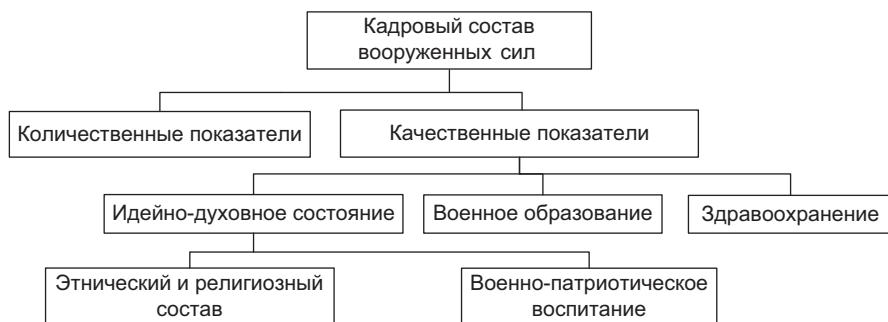 Кадровый состав
вооруженных сил
Количественные показатели
Качественные показатели
Идейно-духовное состояние
Военное образование
Здравоохранение
Этнический и религиозный
состав
Военно-патриотическое
воспитание